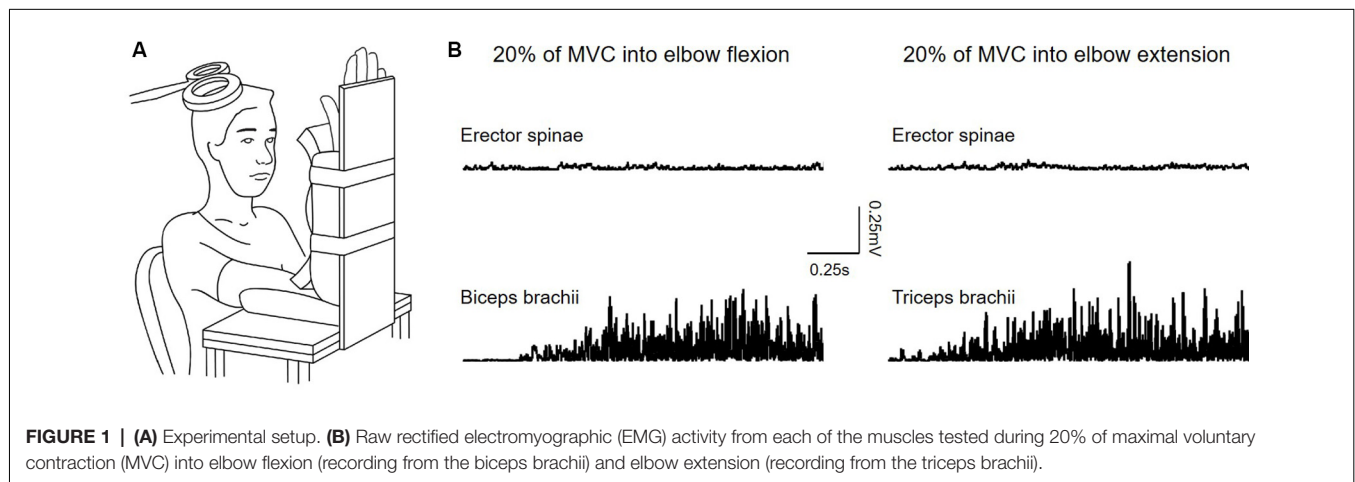 A
B
20% of MVC into elbow flexion
20% of MVC into elbow extension
Erector spinae
Erector spinae
0.25mV
0.25s
Biceps brachii
Triceps brachii
FIGURE 1 | (A) Experimental setup. (B) Raw rectified electromyographic (EMG) activity from each of the muscles tested during 20% of maximal voluntary
contraction (MVC) into elbow flexion (recording from the biceps brachii) and elbow extension (recording from the triceps brachii).